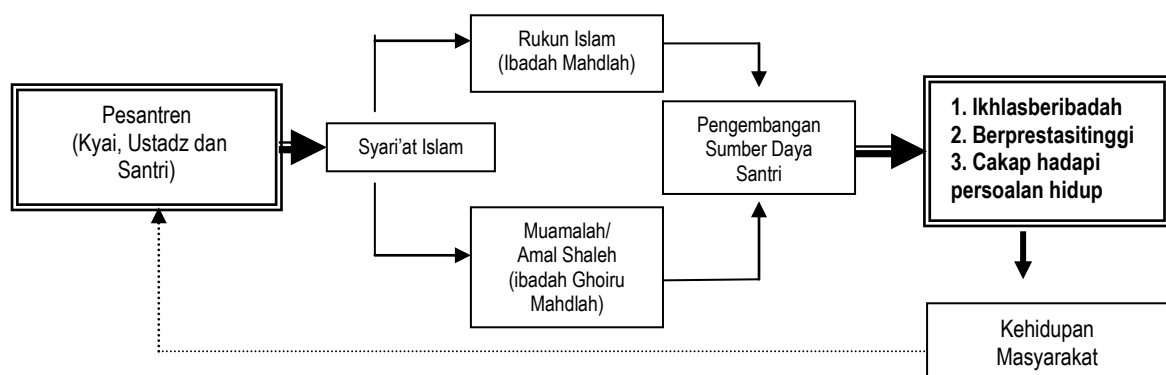 Pesantren
(Kyai, Ustadz dan
Santri)
Syari’at Islam
Rukun Islam
(Ibadah Mahdlah)
Muamalah/
Amal Shaleh
(ibadah Ghoiru
Mahdlah)
Pengembangan
Sumber Daya
Santri
1. Ikhlasberibadah
2. Berprestasitinggi
3. Cakap hadapi
persoalan hidup
Kehidupan
Masyarakat